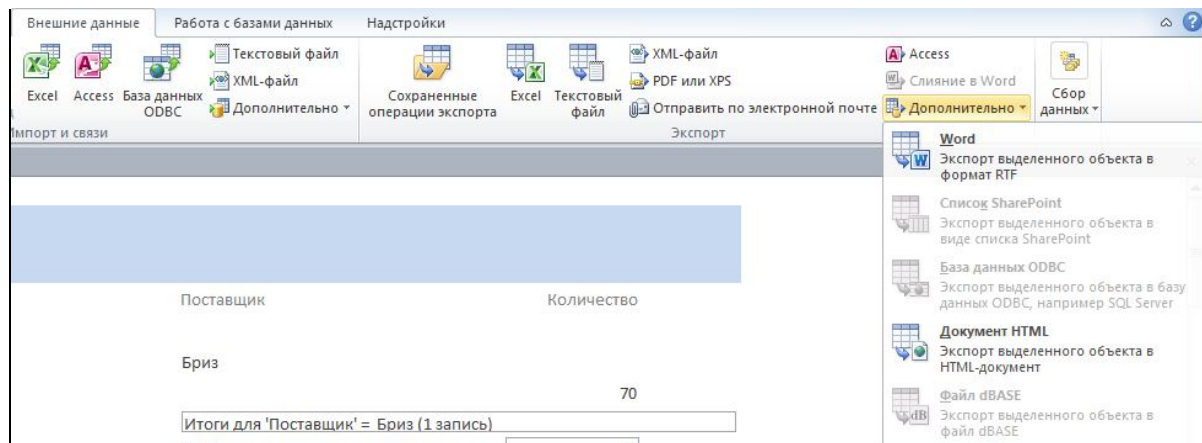 Внешние данные Работа с базами данных Надстройки
Текстовый файл XML-файл Access
XML-файл PDF или XPS Слияние в Word
Excel Access База данных ODBC Дополнительно Сохраненные операции экспорта Excel Текстовый файл Отправить по электронной почте Дополнительно Сбор данных
Импорт и связи Экспорт
Word
Экспорт выделенного объекта в
формат RTF
Список SharePoint
Экспорт выделенного объекта в
виде списка SharePoint
База данных ODBC
Экспорт выделенного объекта в базу
данных ODBC, например SQL Server
Документ HTML
Экспорт выделенного объекта в
HTML-документ
Файл dBASE
Экспорт выделенного объекта в
файл dBASE
Поставщик Количество
Бриз
70
Итоги для 'Поставщик' = Бриз (1 запись)